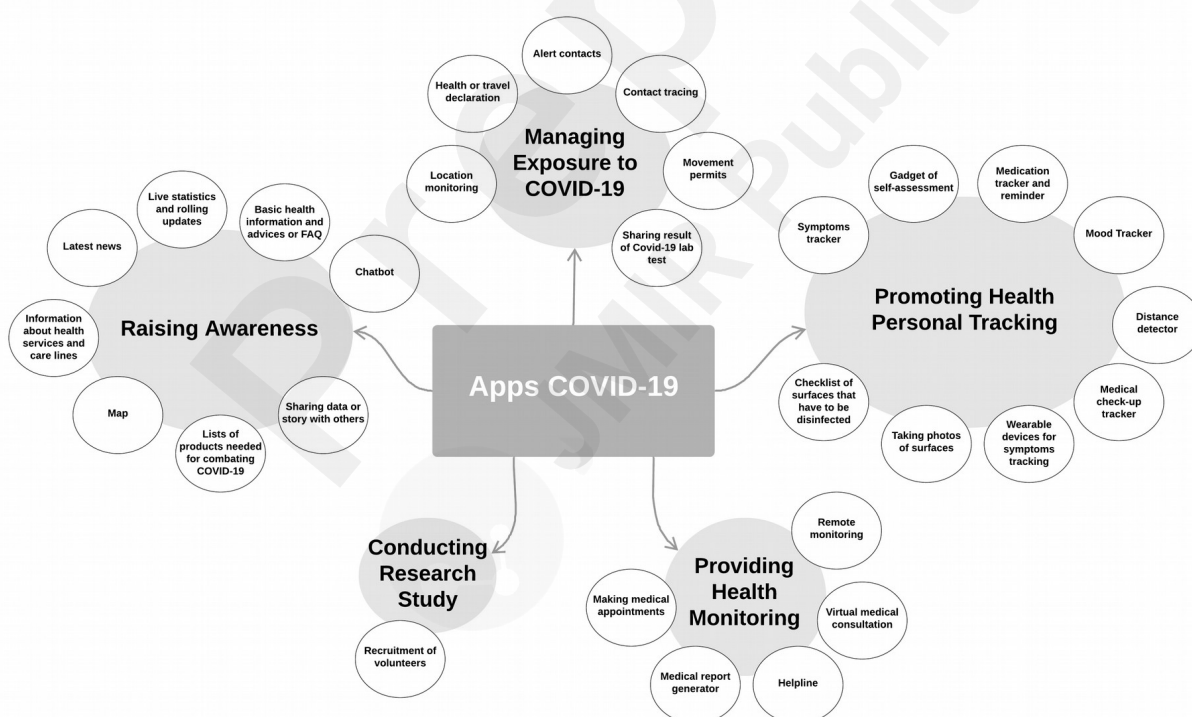 Alert contacts
Health or travel
declaration
Contact tracing
Managing
Exposure to
COVID-19
Location
monitoring
Movement
permits
Sharing result
of Covid-19 lab
test
Live statistics
and rolling
updates
Basic health
information and
advices or FAQ
Latest news
Chatbot
Information
about health
services and
care lines
Raising Awareness
Map
Lists of
products needed
for combating
COVID-19
Sharing data or
story with others
Gadget of
self-assessment
Medication
tracker and
reminder
Symptoms
tracker
Mood Tracker
Promoting Health
Personal Tracking
Distance
detector
Checklist of
surfaces that
have to be
disinfected
Taking photos
of surfaces
Wearable
devices for
symptoms
tracking
Medical
check-up
tracker
Apps COVID-19
Conducting
Research
Study
Recruitment of
volunteers
Providing
Health
Monitoring
Remote
monitoring
Making medical
appointments
Virtual medical
consultation
Medical report
generator
Helpline
Prep
JMIR Public